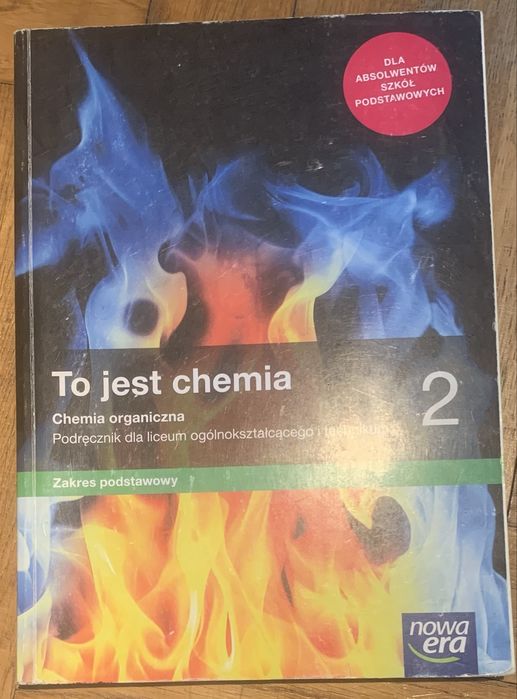 DLA
ABSOLWENTÓW
SZKÓŁ
PODSTAWOWYCH
To jest chemia
2
Chemia organiczna
Podręcznik dla liceum ogólnokształcącego i technikum
Zakres podstawowy
nowa
era